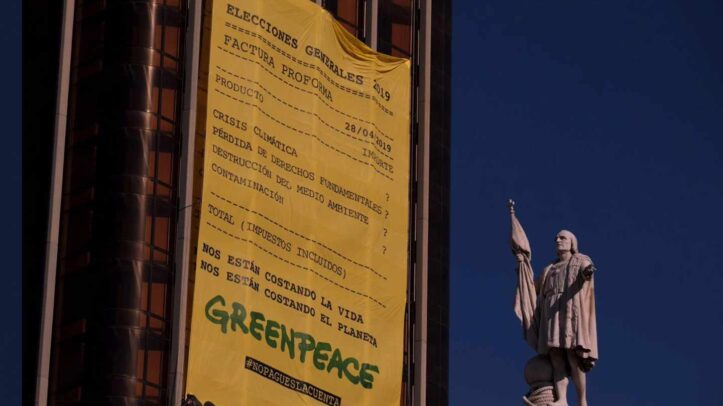 ELECCIONES GENERALES 2019
FACTURA PROFORMA
28/04/2019
PRODUCTO IMPORTE
CRISIS CLIMÁTICA ?
PÉRDIDA DE DERECHOS FUNDAMENTALES ?
DESTRUCCIÓN DEL MEDIO AMBIENTE ?
CONTAMINACIÓN ?
TOTAL (IMPUESTOS INCLUIDOS) ?
NOS ESTÁN COSTANDO LA VIDA
NOS ESTÁN COSTANDO EL PLANETA
GREENPEACE
#NOPAGUESLACUENTA